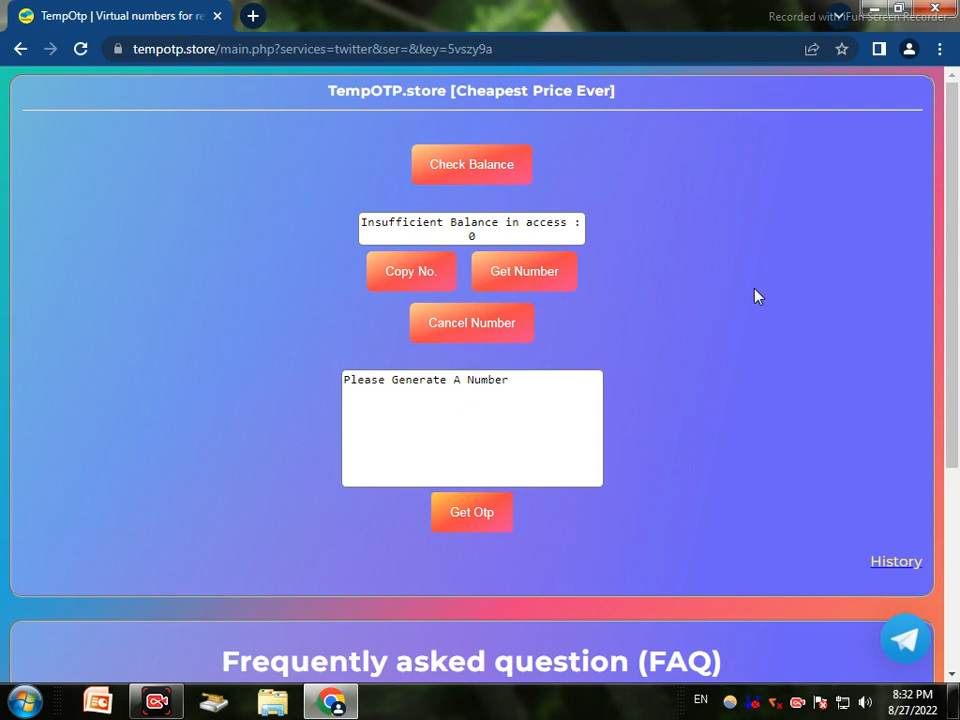 TempOtp | Virtual numbers for re
Recorded with iFun Screen Recorder
tempotp.store/main.php?services=twitter&ser=&key=5vszy9a
TempOTP.store [Cheapest Price Ever]
Check Balance
Insufficient Balance in access :
0
Copy No.
Get Number
Cancel Number
Please Generate A Number
Get Otp
History
Frequently asked question (FAQ)
EN
8:32 PM
8/27/2022